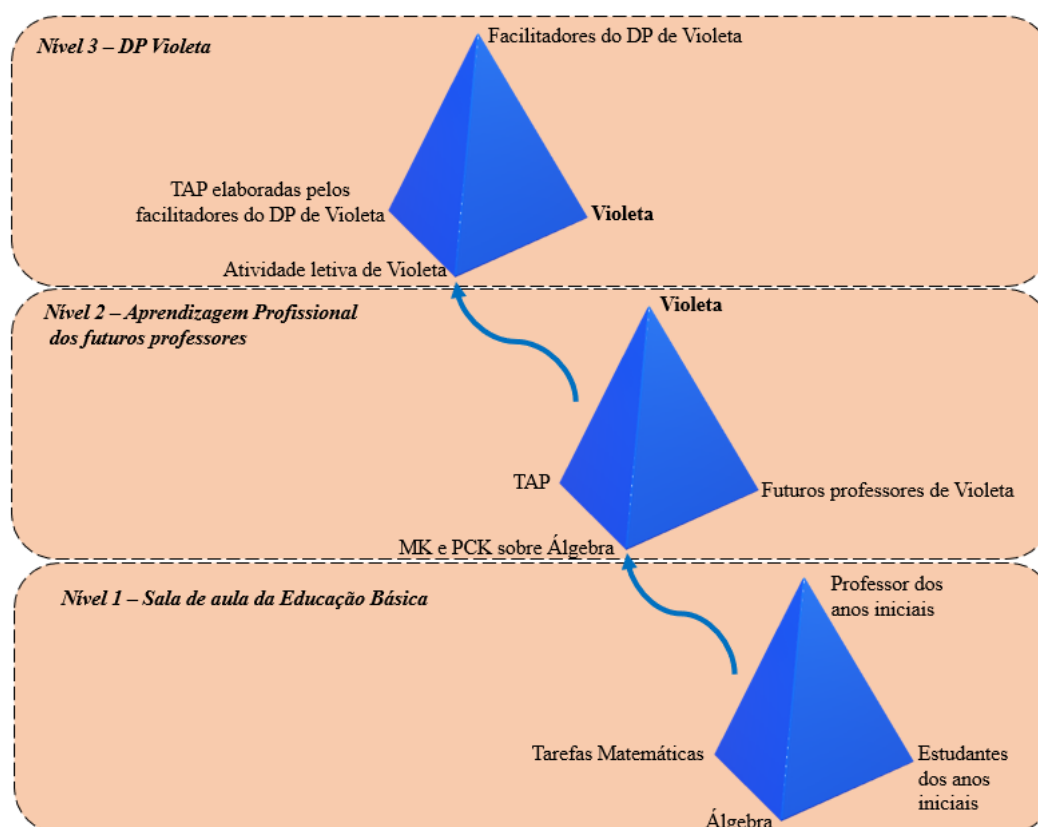 Nível 3 – DP Violeta
Facilitadores do DP de Violeta
TAP elaboradas pelos
facilitadores do DP de Violeta
Violeta
Atividade letiva de Violeta
Nível 2 – Aprendizagem Profissional
dos futuros professores
Violeta
TAP
Futuros professores de Violeta
MK e PCK sobre Álgebra
Nível 1 – Sala de aula da Educação Básica
Professor dos
anos iniciais
Tarefas Matemáticas
Estudantes
dos anos
iniciais
Álgebra